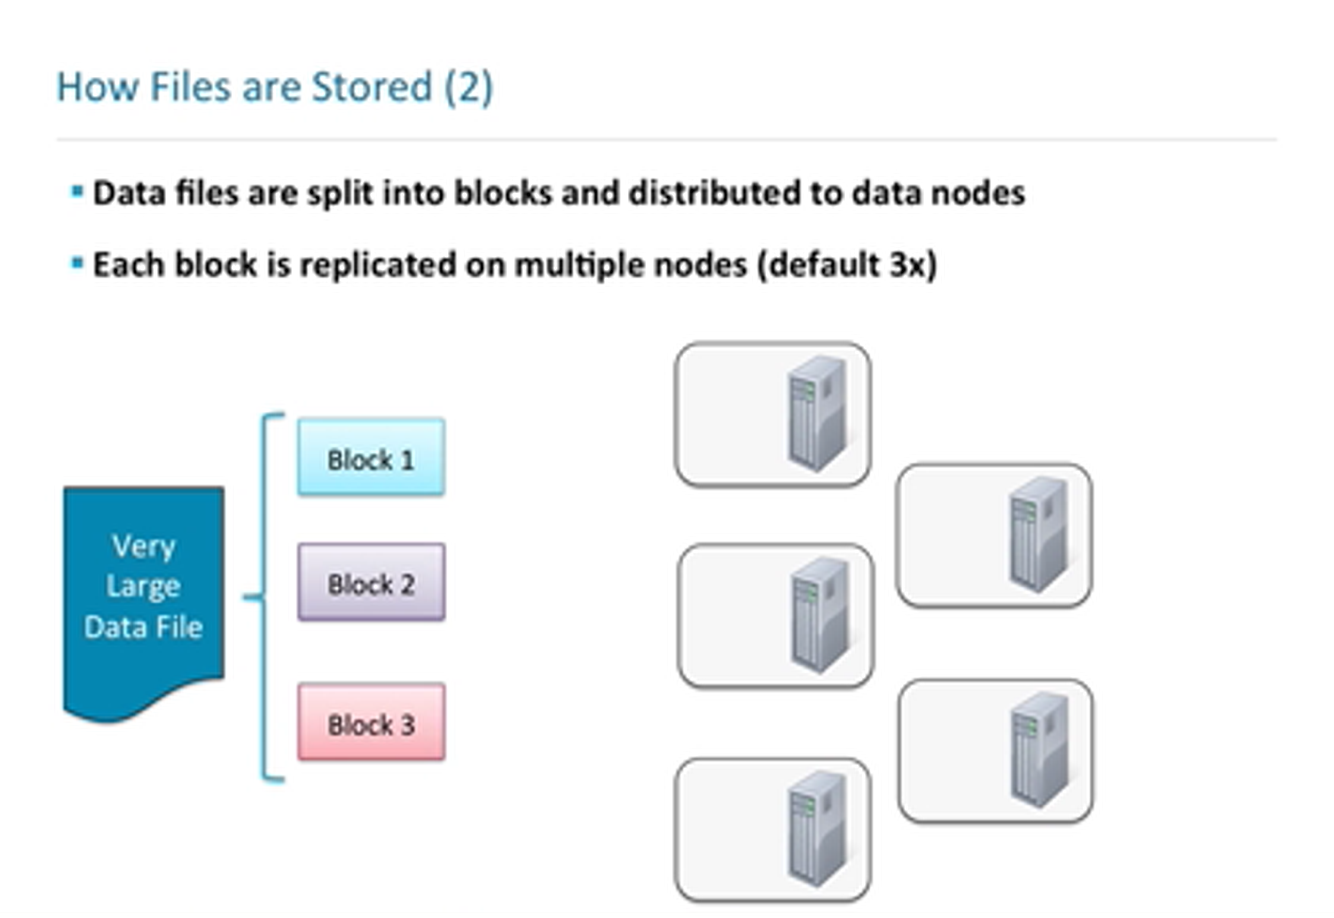 How Files are Stored (2)
Data files are split into blocks and distributed to data nodes
Each block is replicated on multiple nodes (default 3x)
Very
Large
Data File
Block 1
Block 2
Block 3